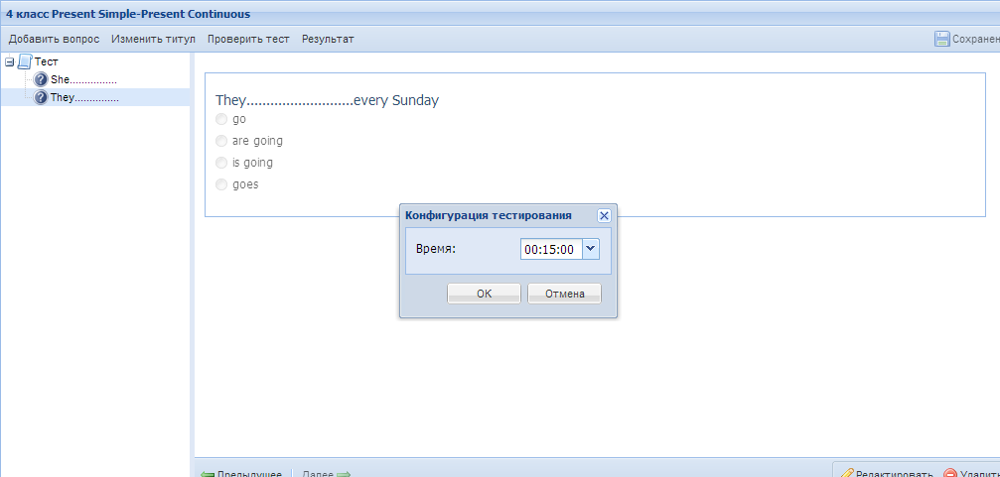 4 класс Present Simple-Present Continuous
Добавить вопрос Изменить титул Проверить тест Результат Сохранен
Тест
She................
They...............
They...........................every Sunday
go
are going
is going
goes
Конфигурация тестирования
Время: 00:15:00
OK Отмена
Предыдущее Далее Редактировать Удалить